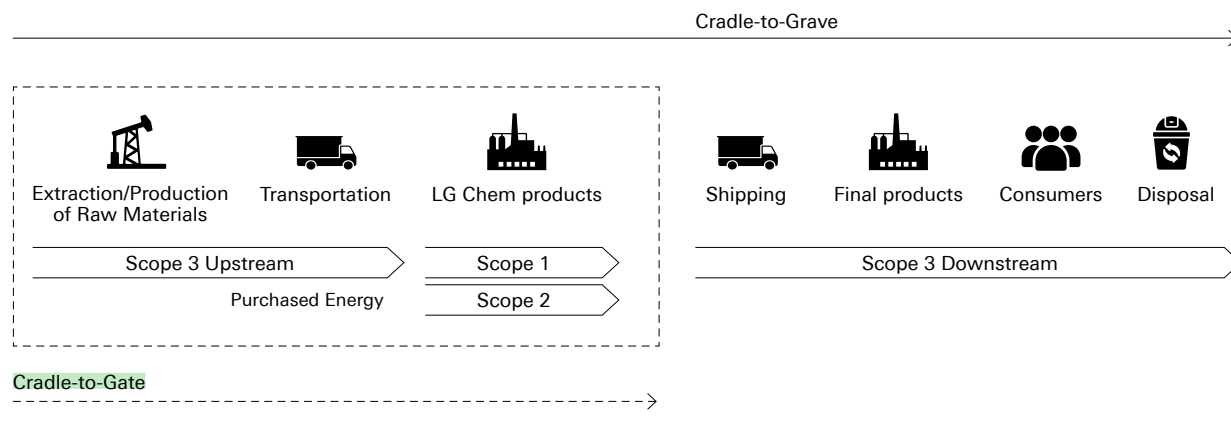 Cradle-to-Grave
Extraction/Production
of Raw Materials
Transportation
LG Chem products
Shipping
Final products
Consumers
Disposal
Scope 3 Upstream
Scope 1
Scope 3 Downstream
Purchased Energy
Scope 2
Cradle-to-Gate